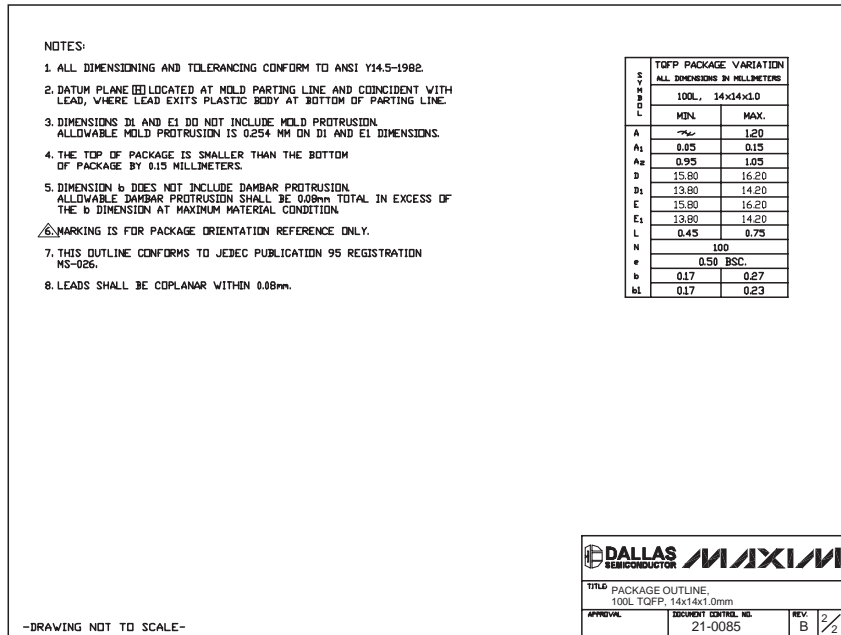 NOTES:
1. ALL DIMENSIONING AND TOLERANCING CONFORM TO ANSI Y14.5-1982.
2. DATUM PLANE H LOCATED AT MOLD PARTING LINE AND COINCIDENT WITH
LEAD, WHERE LEAD EXITS PLASTIC BODY AT BOTTOM OF PARTING LINE.
3. DIMENSIONS D1 AND E1 DO NOT INCLUDE MOLD PROTRUSION.
ALLOWABLE MOLD PROTRUSION IS 0.254 MM ON D1 AND E1 DIMENSIONS.
4. THE TOP OF PACKAGE IS SMALLER THAN THE BOTTOM
OF PACKAGE BY 0.15 MILLIMETERS.
5. DIMENSION b DOES NOT INCLUDE DAMBAR PROTRUSION.
ALLOWABLE DAMBAR PROTRUSION SHALL BE 0.08mm TOTAL IN EXCESS OF
THE b DIMENSION AT MAXIMUM MATERIAL CONDITION.
6. MARKING IS FOR PACKAGE ORIENTATION REFERENCE ONLY.
7. THIS OUTLINE CONFORMS TO JEDEC PUBLICATION 95 REGISTRATION
MS-026.
8. LEADS SHALL BE COPLANAR WITHIN 0.08mm.
SYMBOL
TQFP PACKAGE VARIATION
ALL DIMENSIONS IN MILLIMETERS
100L, 14x14x1.0
MIN. MAX.
A 1.20
A1 0.05 0.15
A2 0.95 1.05
D 15.80 16.20
D1 13.80 14.20
E 15.80 16.20
E1 13.80 14.20
L 0.45 0.75
N 100
e 0.50 BSC.
b 0.17 0.27
b1 0.17 0.23
DALLAS SEMICONDUCTOR MAXIM
TITLE: PACKAGE OUTLINE,
100L TQFP, 14x14x1.0mm
APPROVAL DOCUMENT CONTROL NO. REV.
21-0085 B 2/2
-DRAWING NOT TO SCALE-